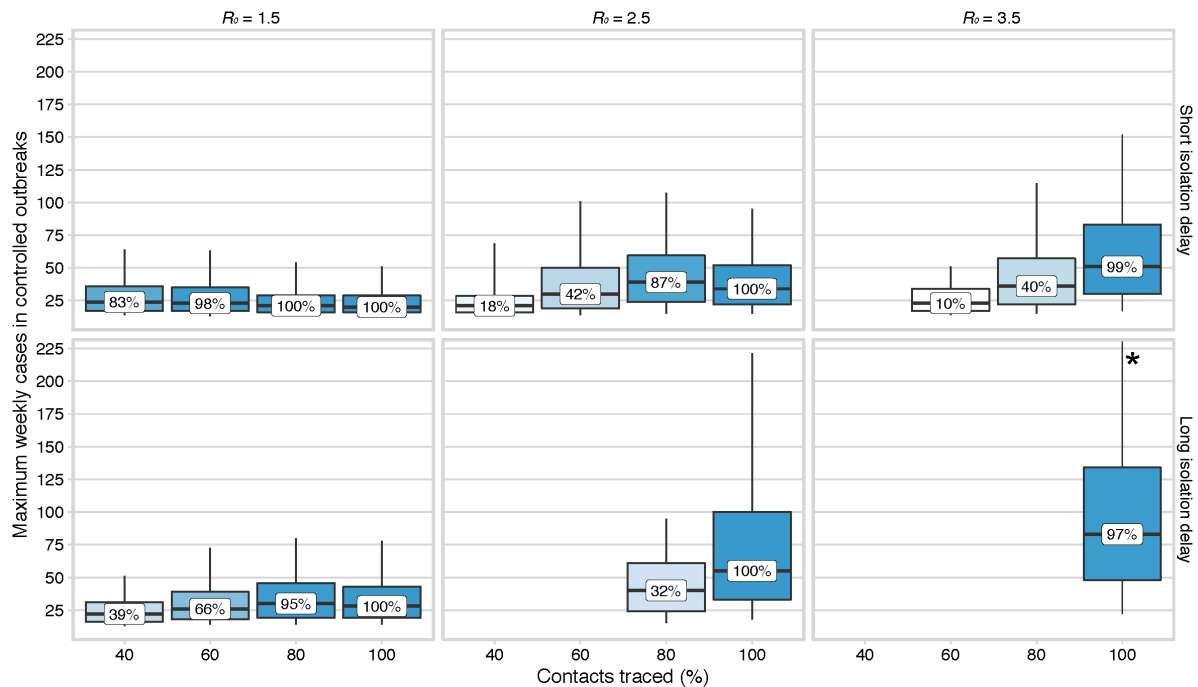 R₀ = 1.5 R₀ = 2.5 R₀ = 3.5
Maximum weekly cases in controlled outbreaks
225
200
175
150
125
100
75
50
25
83% 98% 100% 100%
18% 42% 87% 100%
10% 40% 99%
Short isolation delay
225
200
175
150
125
100
75
50
25
39% 66% 95% 100%
32% 100%
*
97%
Long isolation delay
40 60 80 100 40 60 80 100 40 60 80 100
Contacts traced (%)